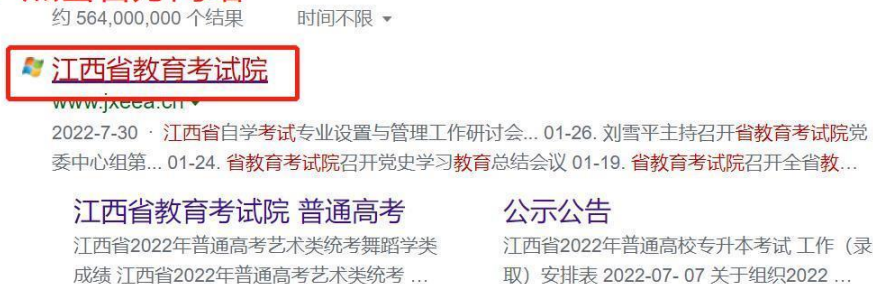 约 564,000,000 个结果 时间不限
江西省教育考试院
www.jxeea.cn
2022-7-30 · 江西省自学考试专业设置与管理工作研讨会... 01-26. 刘雪平主持召开省教育考试院党
委中心组第... 01-24. 省教育考试院召开党史学习教育总结会议 01-19. 省教育考试院召开全省教…
江西省教育考试院 普通高考
江西省2022年普通高考艺术类统考舞蹈学类
成绩 江西省2022年普通高考艺术类统考 …
公示公告
江西省2022年普通高校专升本考试 工作（录
取）安排表 2022-07- 07 关于组织2022 …